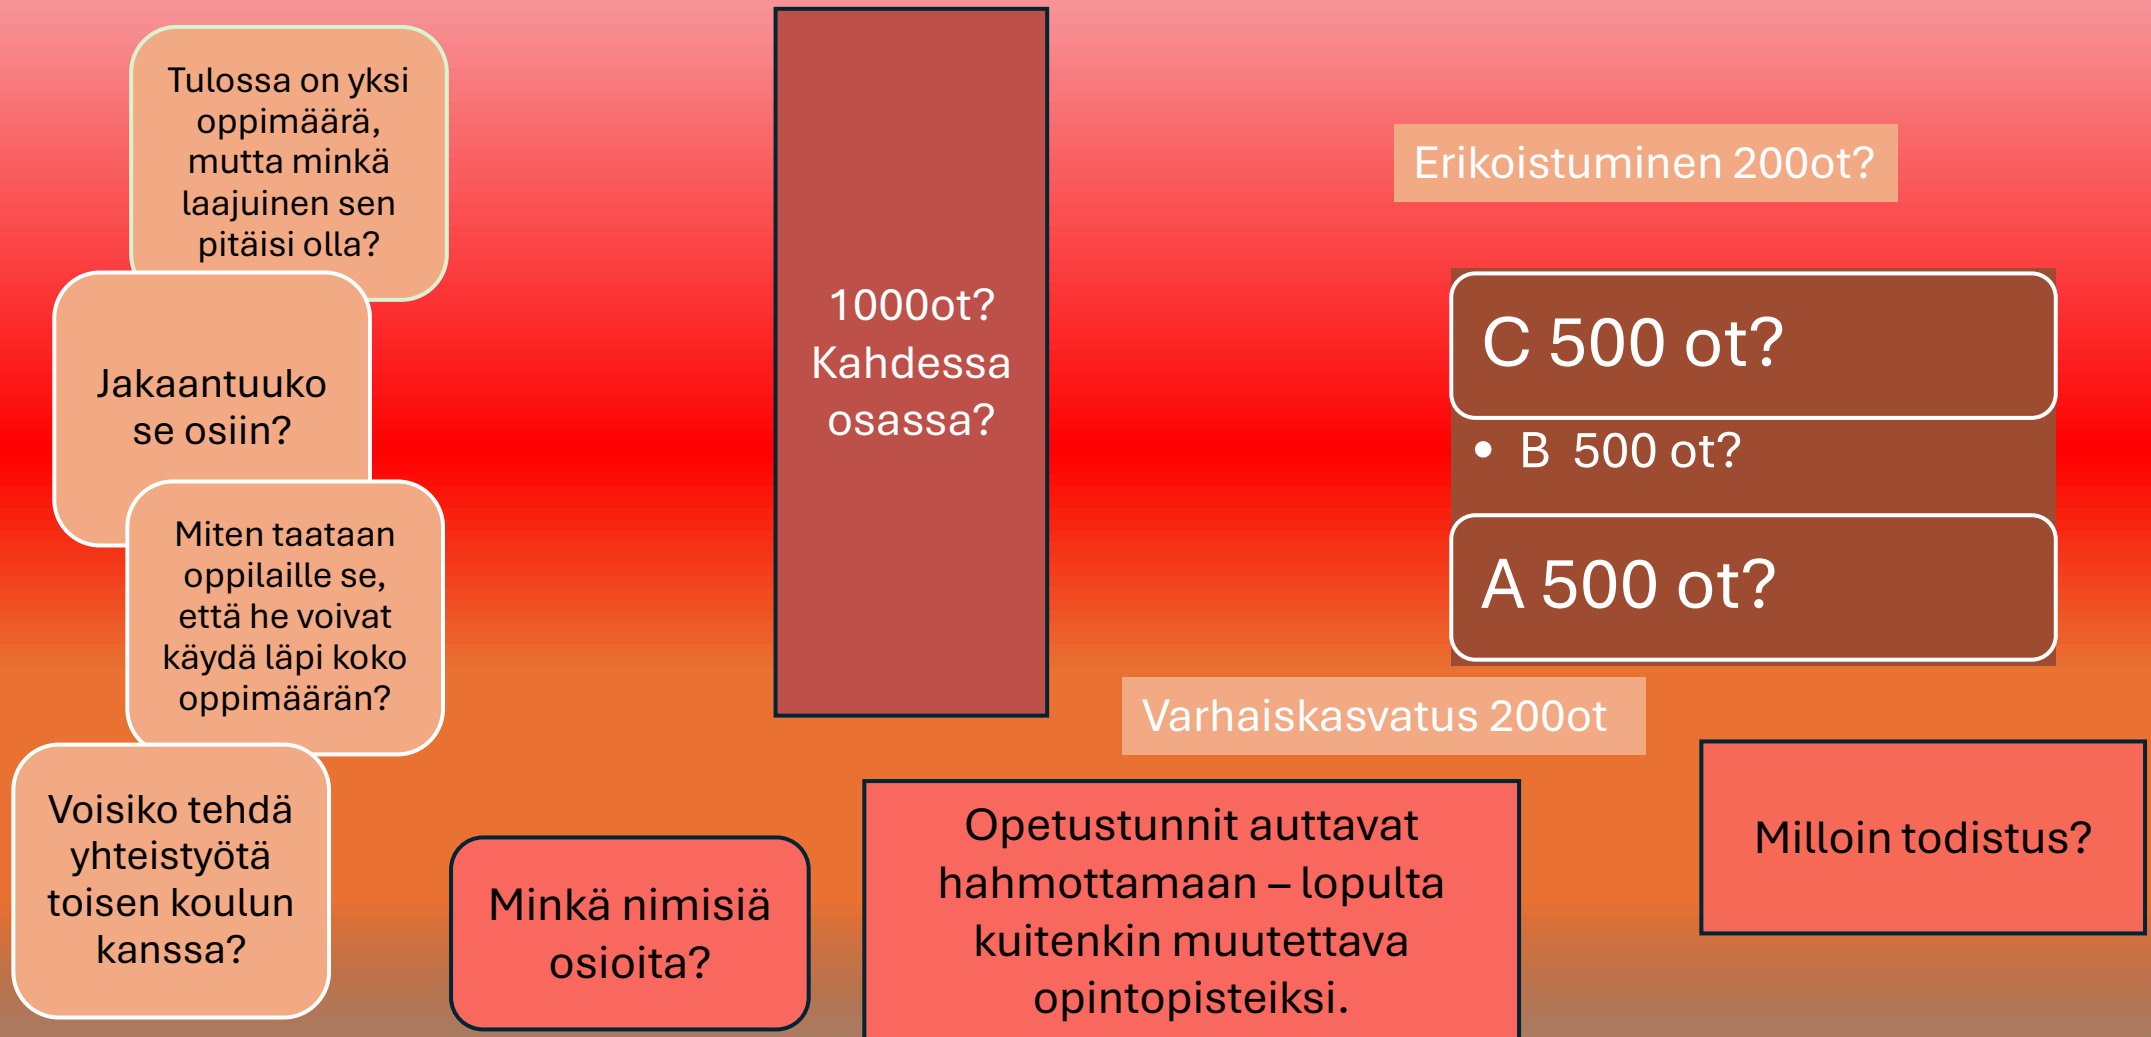 Tulossa on yksi
oppimäärä,
mutta minkä
laajuinen sen
pitäisi olla?
Jakaantuuko
se osiin?
Miten taataan
oppilaille se,
että he voivat
käydä läpi koko
oppimäärän?
Voisiko tehdä
yhteistyötä
toisen koulun
kanssa?
Minkä nimisiä
osioita?
1000ot?
Kahdessa
osassa?
Erikoistuminen 200ot?
C 500 ot?
• B 500 ot?
A 500 ot?
Varhaiskasvatus 200ot
Opetustunnit auttavat
hahmottamaan – lopulta
kuitenkin muutettava
opintopisteiksi.
Milloin todistus?